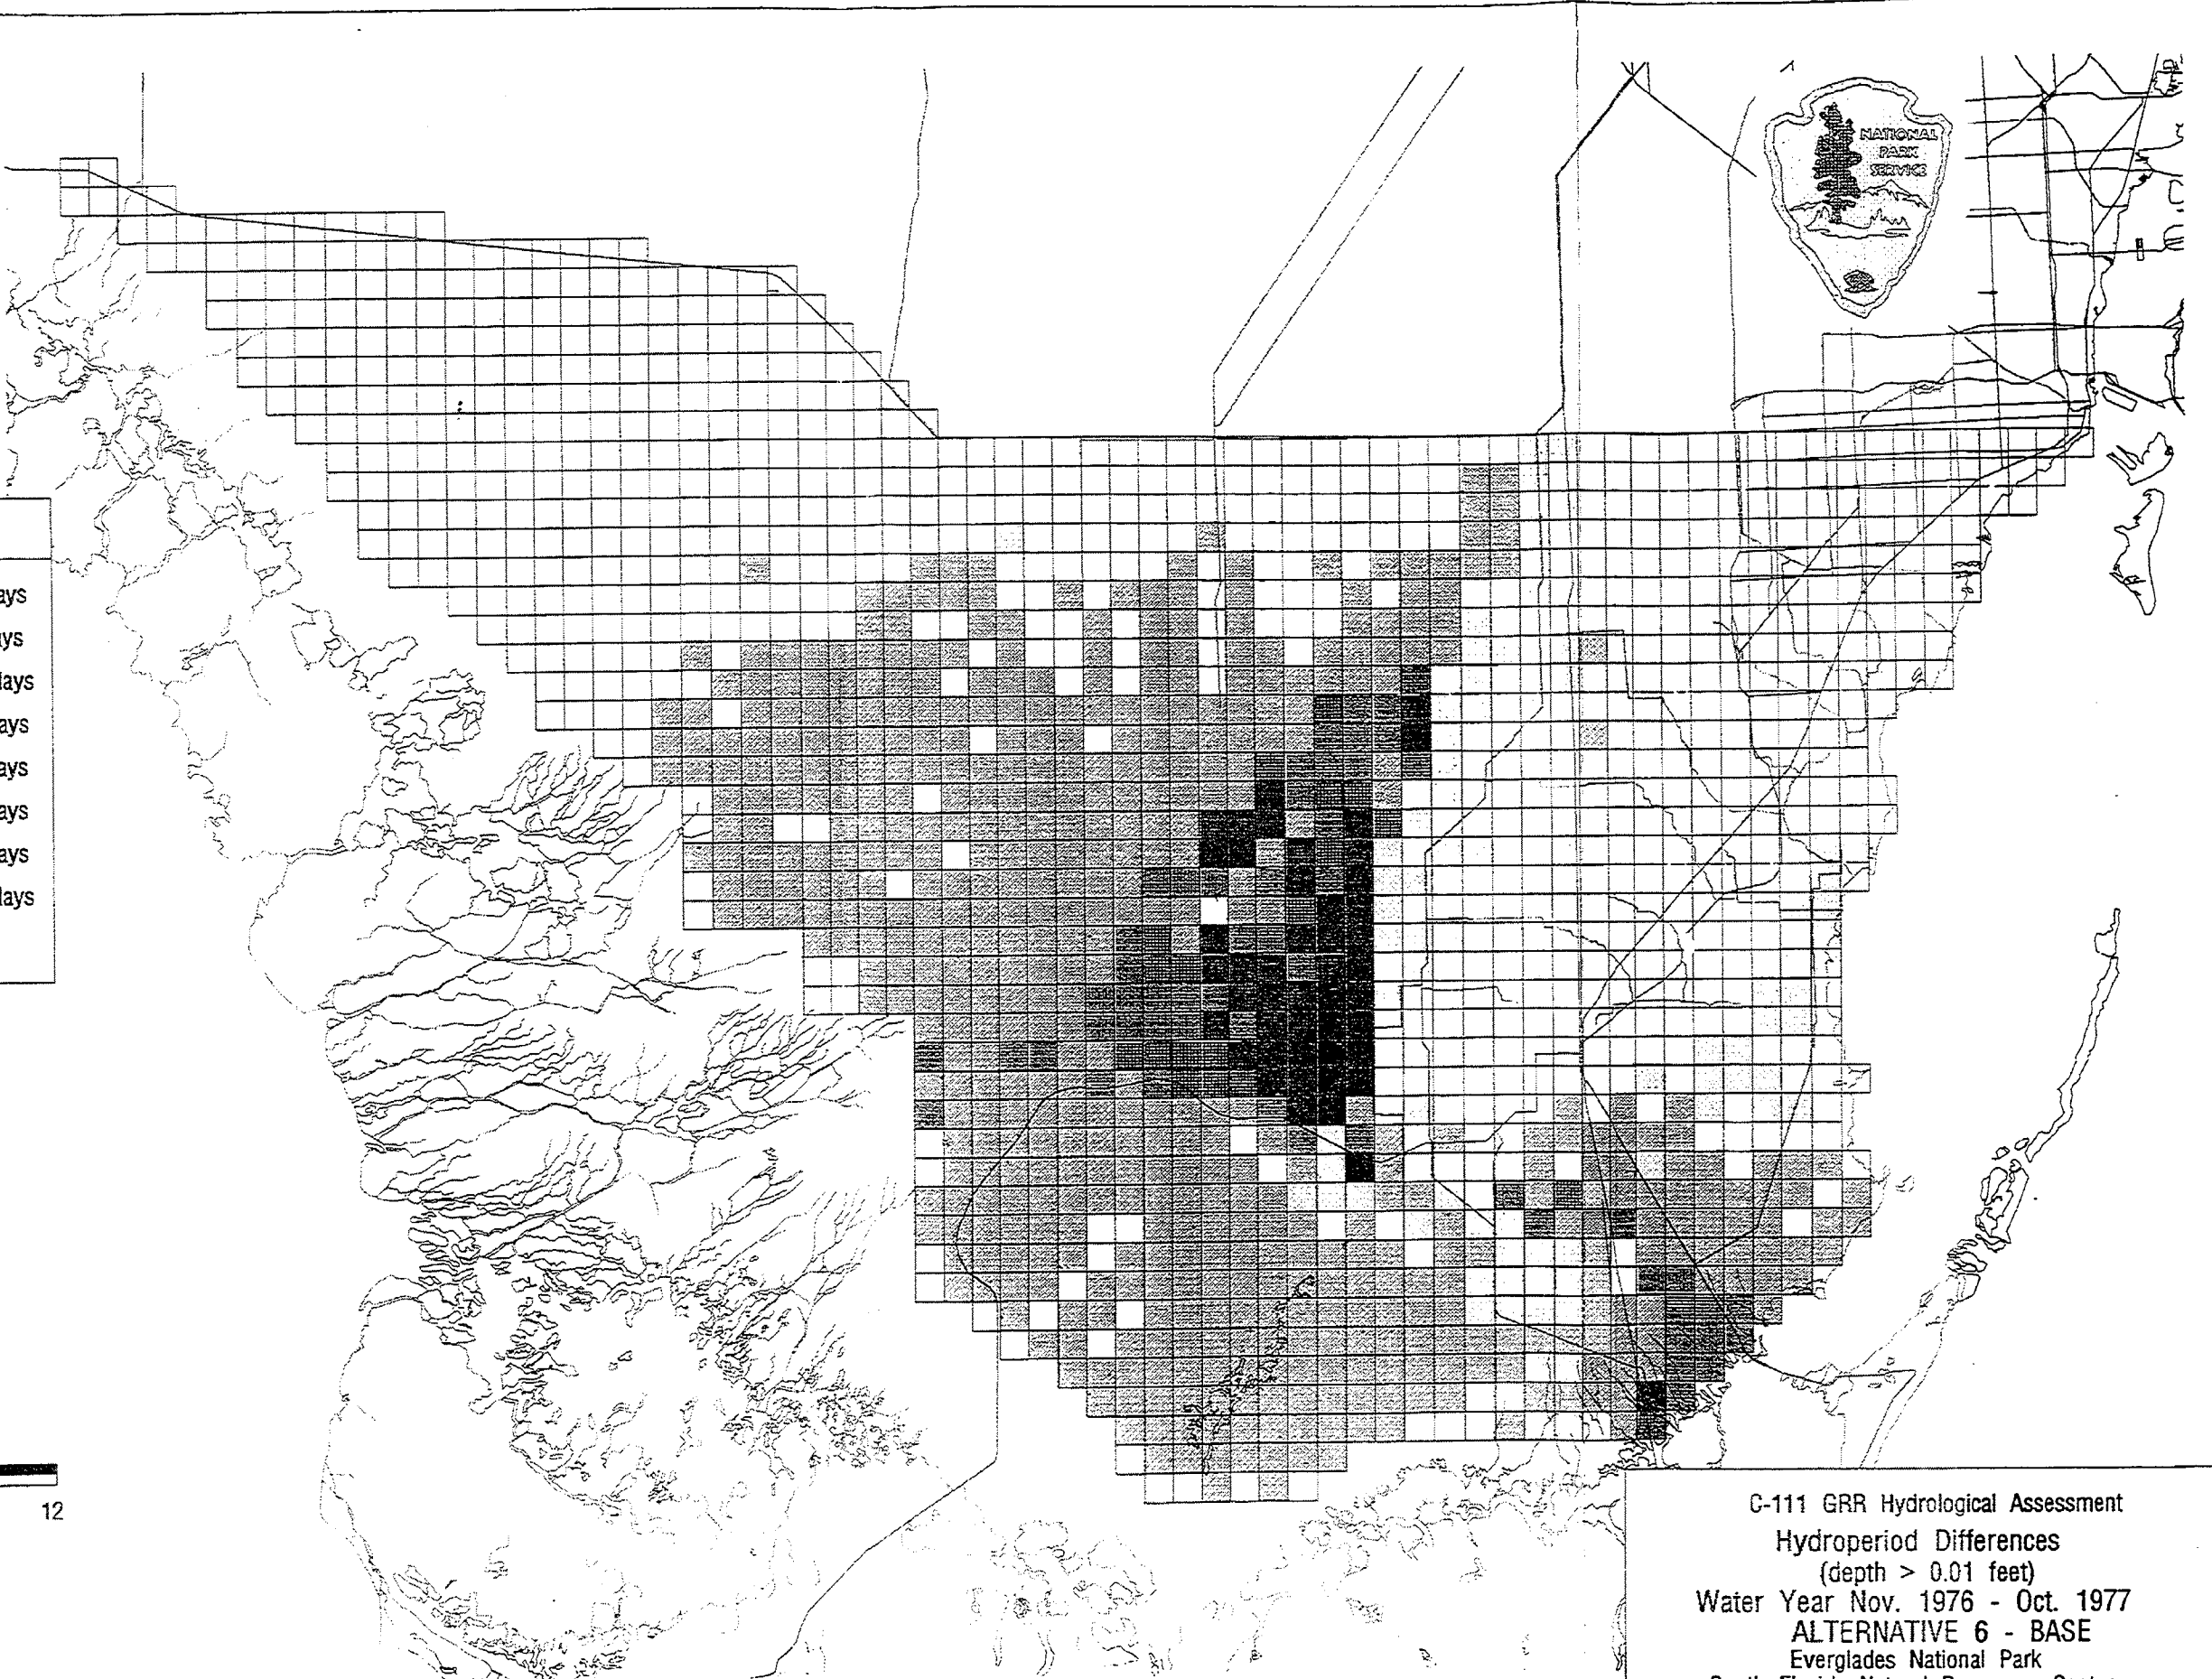 NATIONAL
PARK
SERVICE
ays
ays
lays
ays
ays
ays
ays
lays
12
C-111 GRR Hydrological Assessment
Hydroperiod Differences
(depth > 0.01 feet)
Water Year Nov. 1976 - Oct. 1977
ALTERNATIVE 6 - BASE
Everglades National Park